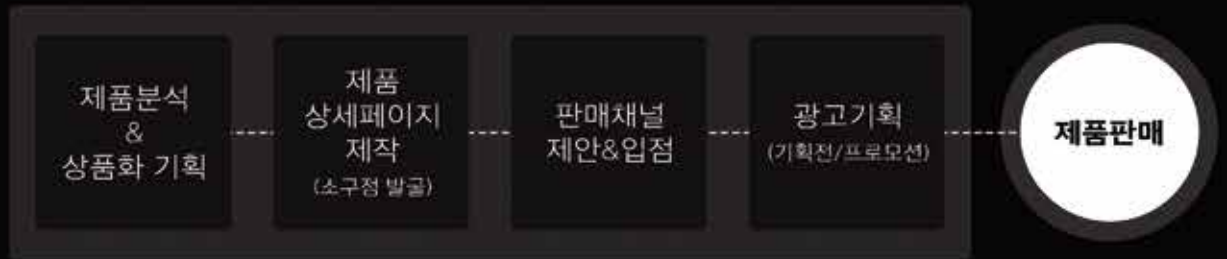 제품분석
&
상품화 기획
제품
상세페이지
제작
(소구점 발굴)
판매채널
제안&입점
광고기획
(기획전/프로모션)
제품판매